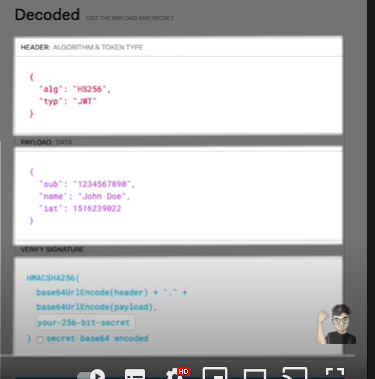 Decoded EDIT THE PAYLOAD AND SECRET
HEADER: ALGORITHM & TOKEN TYPE
{
"alg": "HS256",
"typ": "JWT"
}
PAYLOAD: DATA
{
"sub": "1234567890",
"name": "John Doe",
"iat": 1516239022
}
VERIFY SIGNATURE
HMACSHA256(
base64UrlEncode(header) + "." +
base64UrlEncode(payload),
your-256-bit-secret
) secret base64 encoded
HD